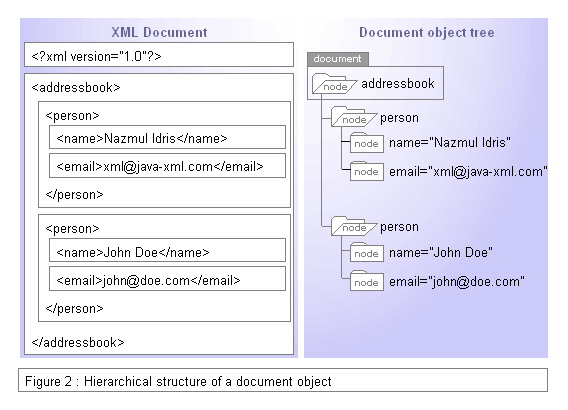 XML Document
<?xml version="1.0"?>
<addressbook>
<person>
<name>Nazmul Idris</name>
<email>xml@java-xml.com</email>
</person>
<person>
<name>John Doe</name>
<email>john@doe.com</email>
</person>
</addressbook>
Document object tree
document
node addressbook
node person
node name="Nazmul Idris"
node email="xml@java-xml.com"
node person
node name="John Doe"
node email="john@doe.com"
Figure 2 : Hierarchical structure of a document object